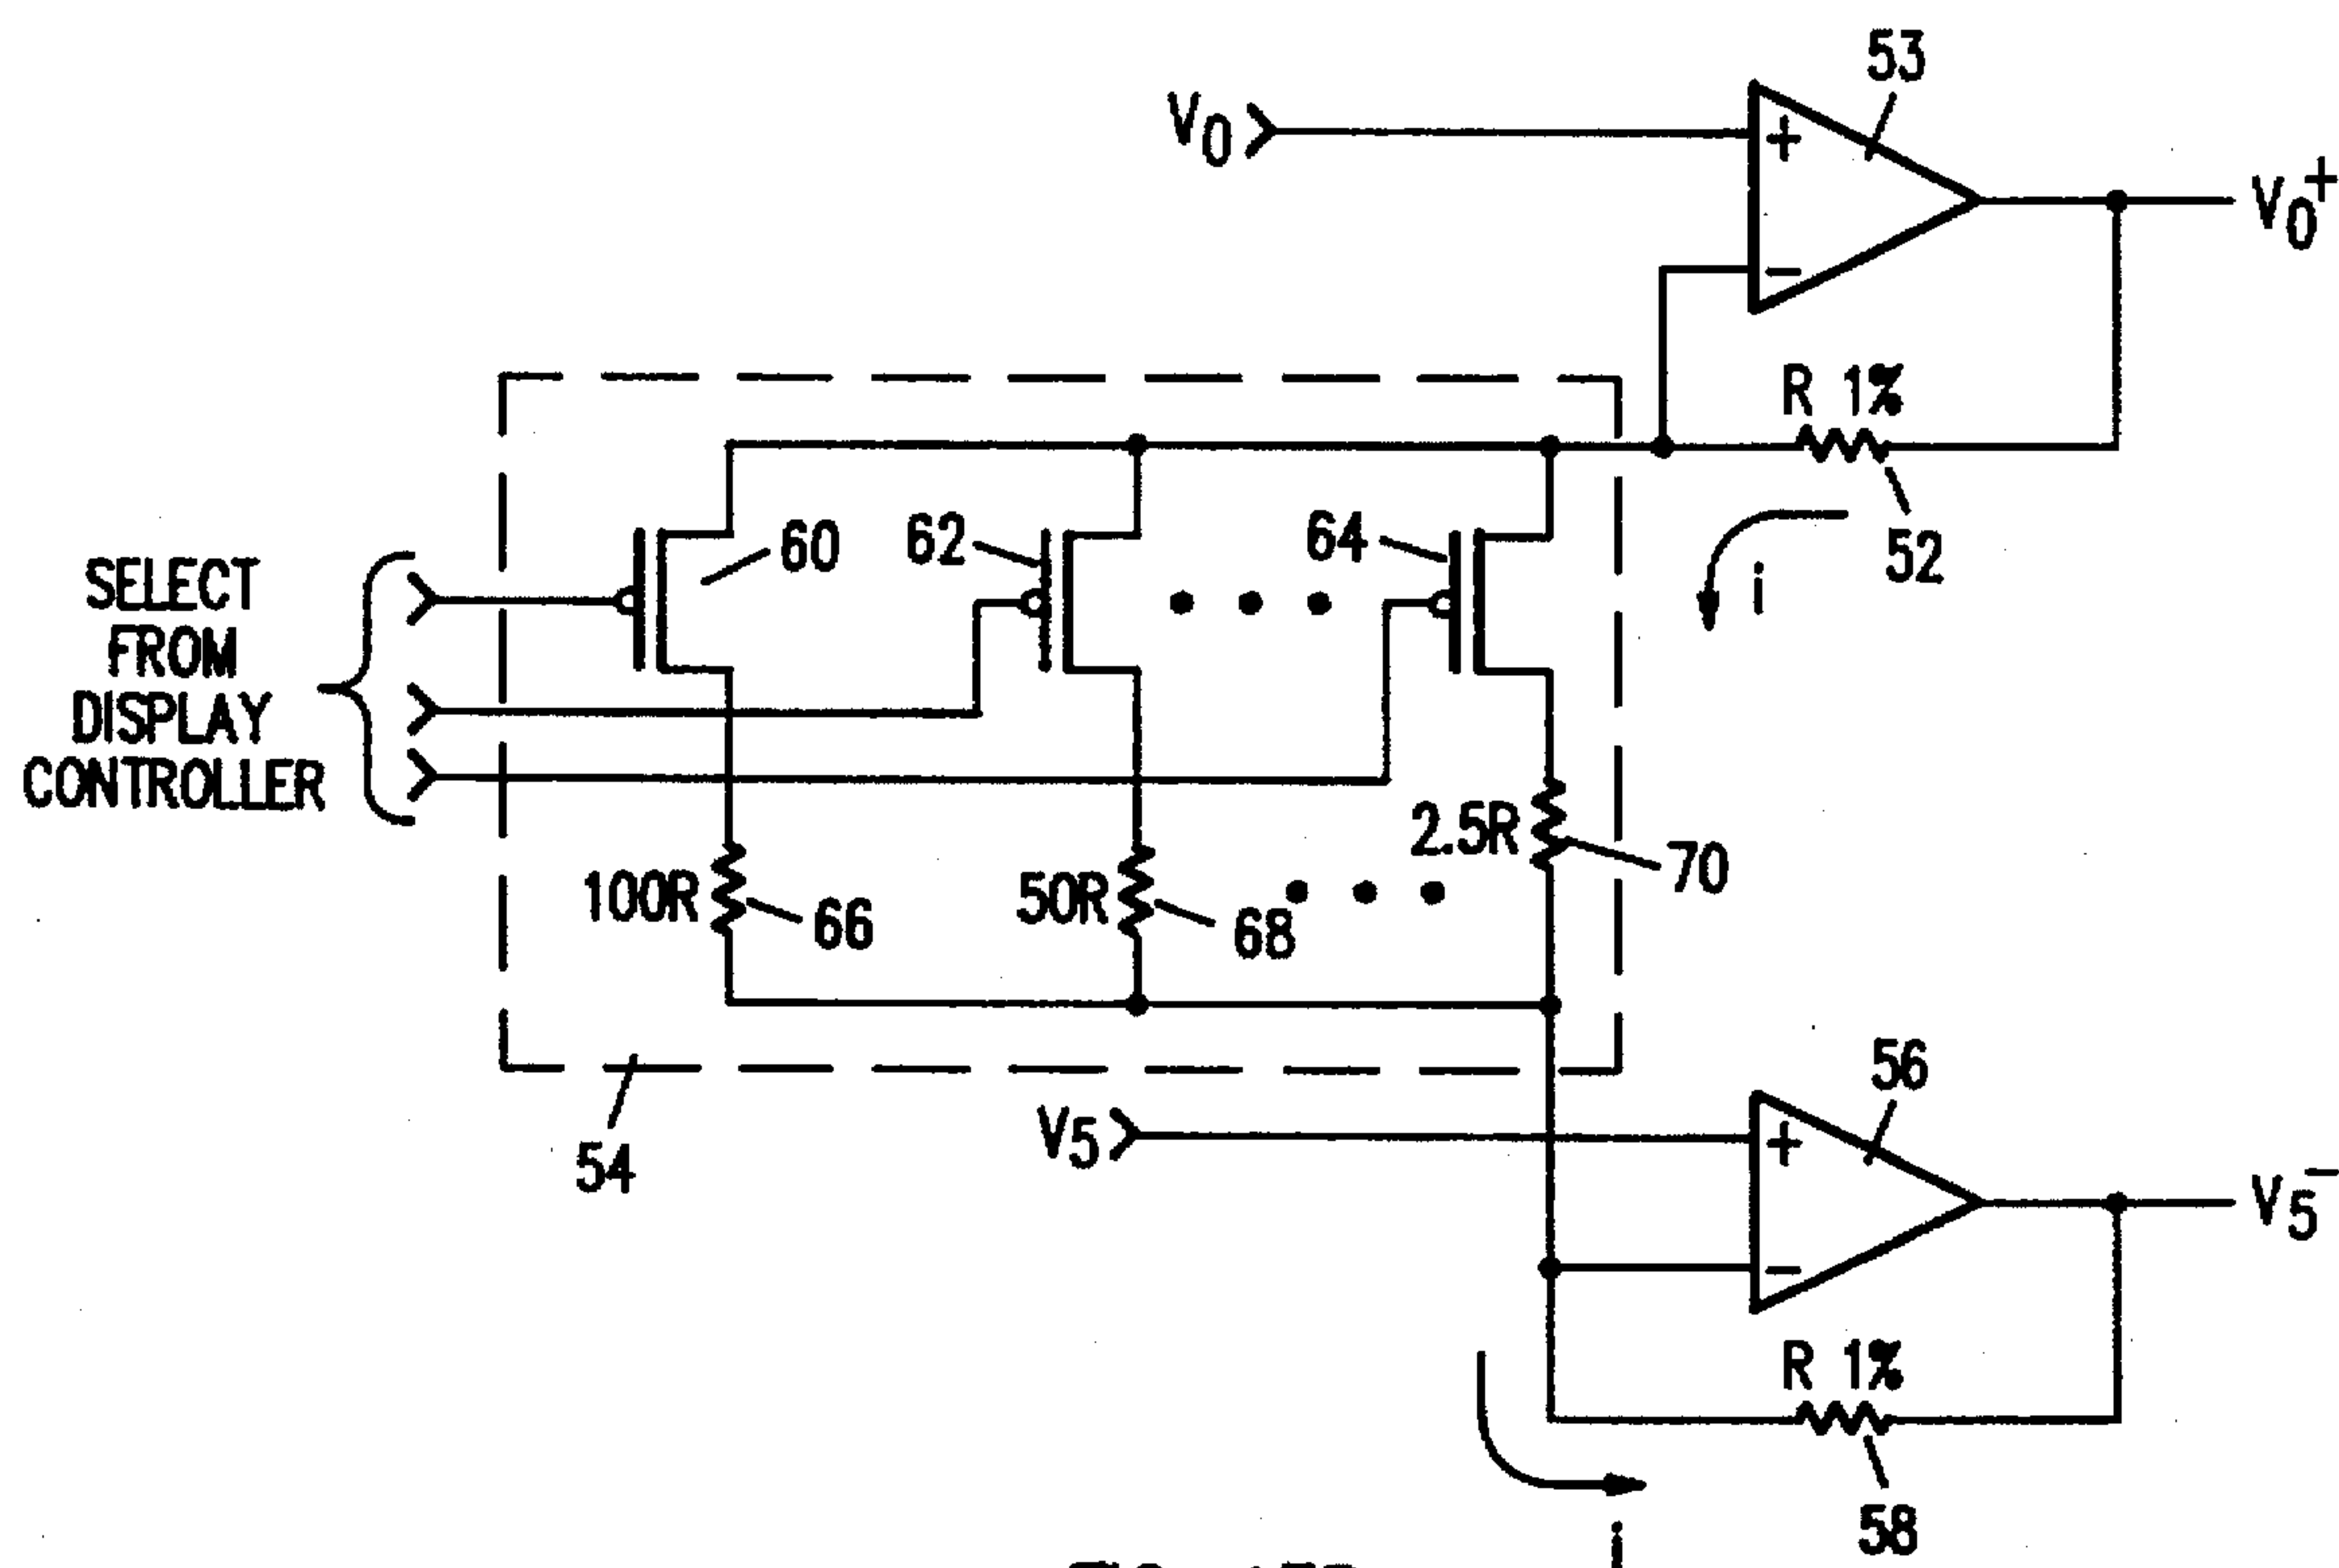 53
V0
+
V0+
−
R 1%
52
i
SELECT
FROM
DISPLAY
CONTROLLER
60
62
64
100R
66
50R
68
2.5R
70
54
56
V5
+
V5−
−
R 1%
58
i